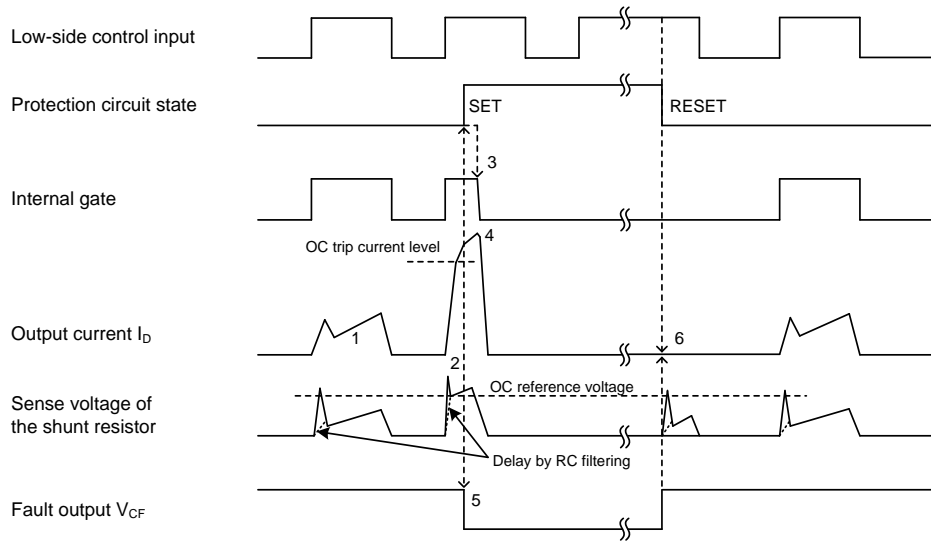 Low-side control input
Protection circuit state
SET
RESET
3
Internal gate
4
OC trip current level
Output current I_D
1
6
2
OC reference voltage
Sense voltage of
the shunt resistor
Delay by RC filtering
5
Fault output V_CF